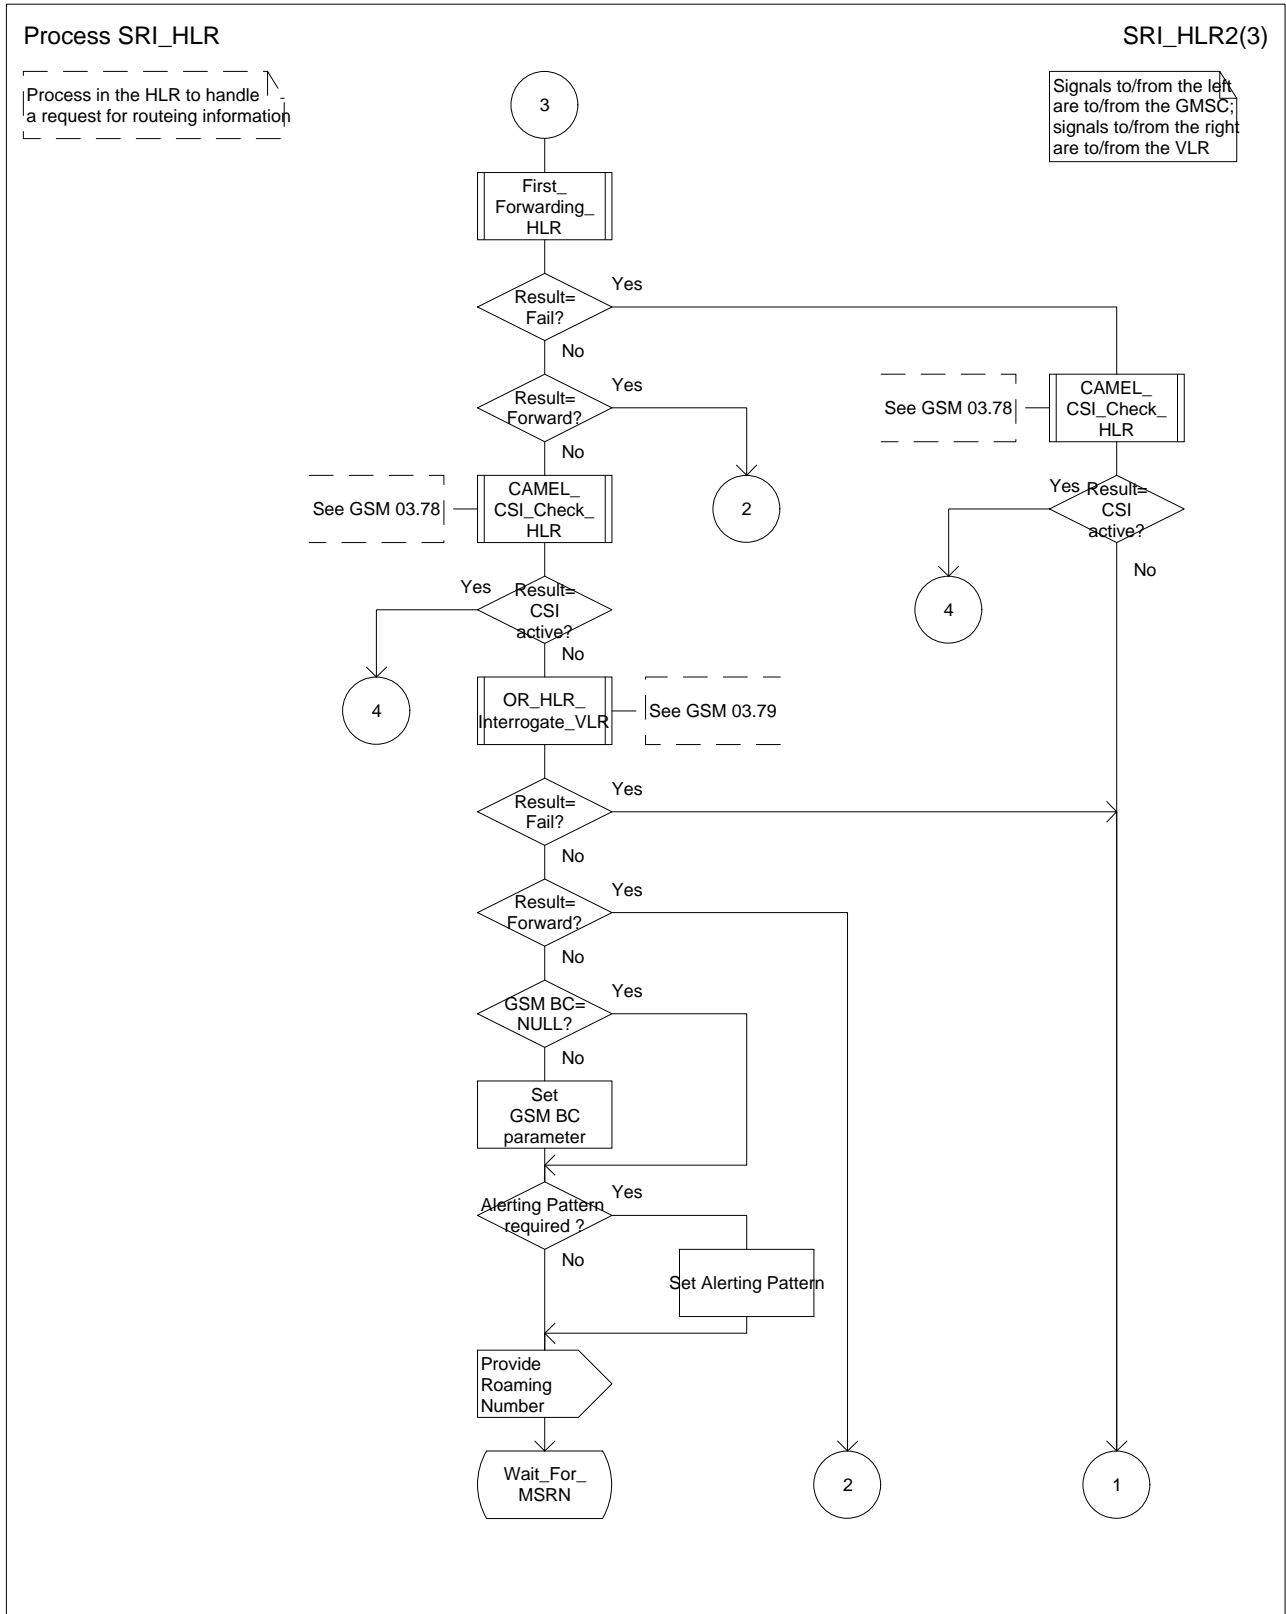 Process SRI_HLR
SRI_HLR2(3)
Process in the HLR to handle
a request for routeing information
Signals to/from the left
are to/from the GMSC;
signals to/from the right
are to/from the VLR
3
First_
Forwarding_
HLR
Result=
Fail?
Yes
No
Result=
Forward?
Yes
No
2
See GSM 03.78
CAMEL_
CSI_Check_
HLR
Yes
Result=
CSI
active?
No
4
See GSM 03.78
CAMEL_
CSI_Check_
HLR
Yes
Result=
CSI
active?
No
4
OR_HLR_
Interrogate_VLR
See GSM 03.79
Result=
Fail?
Yes
No
Result=
Forward?
Yes
No
GSM BC=
NULL?
Yes
No
Set
GSM BC
parameter
Alerting Pattern
required ?
Yes
No
Set Alerting Pattern
Provide
Roaming
Number
Wait_For_
MSRN
2
1